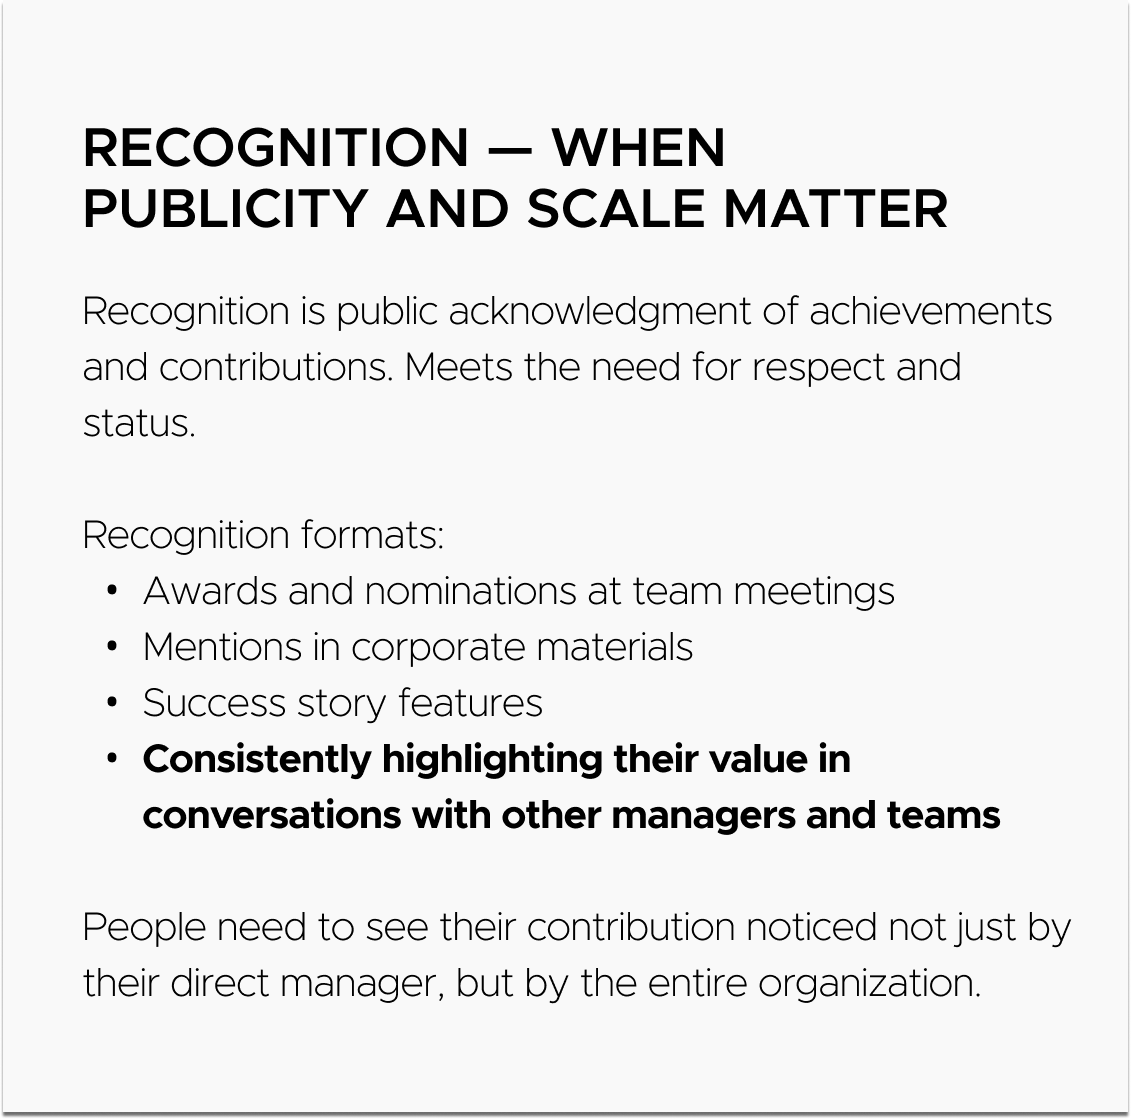 RECOGNITION — WHEN
PUBLICITY AND SCALE MATTER
Recognition is public acknowledgment of achievements
and contributions. Meets the need for respect and
status.
Recognition formats:
• Awards and nominations at team meetings
• Mentions in corporate materials
• Success story features
• Consistently highlighting their value in
conversations with other managers and teams
People need to see their contribution noticed not just by
their direct manager, but by the entire organization.